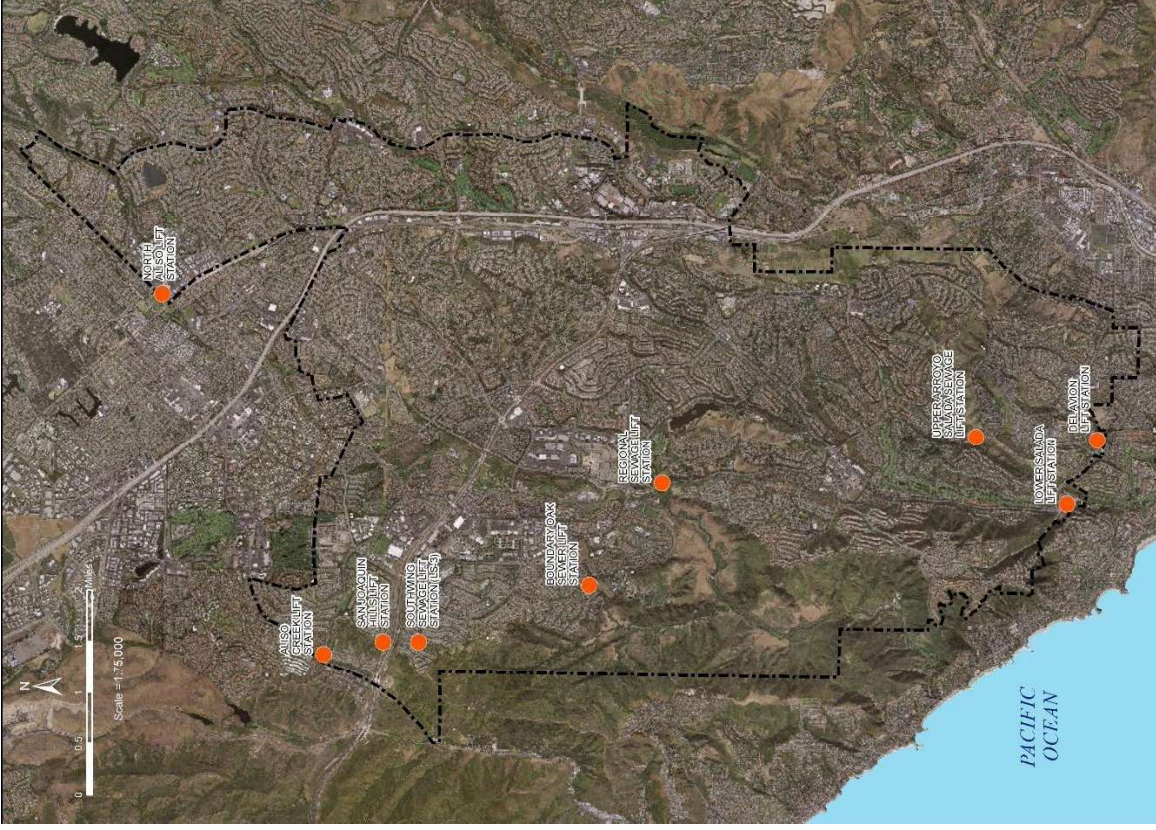 NORTH
ALISO LIFT
STATION
N
0 0.5 1 1.5 2
Miles
Scale = 1:75,000
ALISO
CREEK LIFT
STATION
SAN JOAQUIN
HILLS LIFT
STATION
SOUTHWING
SEWAGE LIFT
STATION (LS-3)
BOUNDARY OAK
SEWER LIFT
STATION
REGIONAL
SEWAGE LIFT
STATION
UPPER ARROYO
SALADA SEWAGE
LIFT STATION
LOWER SALADA
LIFT STATION
DEL AVION
LIFT STATION
PACIFIC
OCEAN